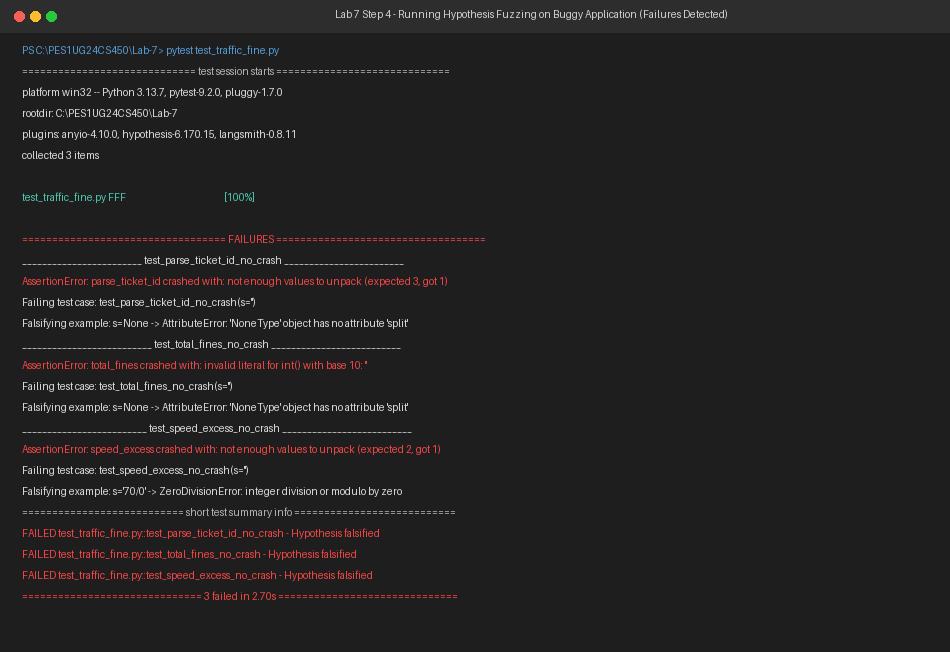 Lab 7 Step 4 - Running Hypothesis Fuzzing on Buggy Application (Failures Detected)
PS C:\PES1UG24CS450\Lab-7> pytest test_traffic_fine.py
============================= test session starts =============================
platform win32 -- Python 3.13.7, pytest-9.2.0, pluggy-1.7.0
rootdir: C:\PES1UG24CS450\Lab-7
plugins: anyio-4.10.0, hypothesis-6.170.15, langsmith-0.8.11
collected 3 items
test_traffic_fine.py FFF [100%]
================================== FAILURES ===================================
________________________ test_parse_ticket_id_no_crash ________________________
AssertionError: parse_ticket_id crashed with: not enough values to unpack (expected 3, got 1)
Failing test case: test_parse_ticket_id_no_crash(s='')
Falsifying example: s=None -> AttributeError: 'NoneType' object has no attribute 'split'
__________________________ test_total_fines_no_crash __________________________
AssertionError: total_fines crashed with: invalid literal for int() with base 10: ''
Failing test case: test_total_fines_no_crash(s='')
Falsifying example: s=None -> AttributeError: 'NoneType' object has no attribute 'split'
_________________________ test_speed_excess_no_crash __________________________
AssertionError: speed_excess crashed with: not enough values to unpack (expected 2, got 1)
Failing test case: test_speed_excess_no_crash(s='')
Falsifying example: s='70/0' -> ZeroDivisionError: integer division or modulo by zero
=========================== short test summary info ===========================
FAILED test_traffic_fine.py::test_parse_ticket_id_no_crash - Hypothesis falsified
FAILED test_traffic_fine.py::test_total_fines_no_crash - Hypothesis falsified
FAILED test_traffic_fine.py::test_speed_excess_no_crash - Hypothesis falsified
============================== 3 failed in 2.70s ==============================